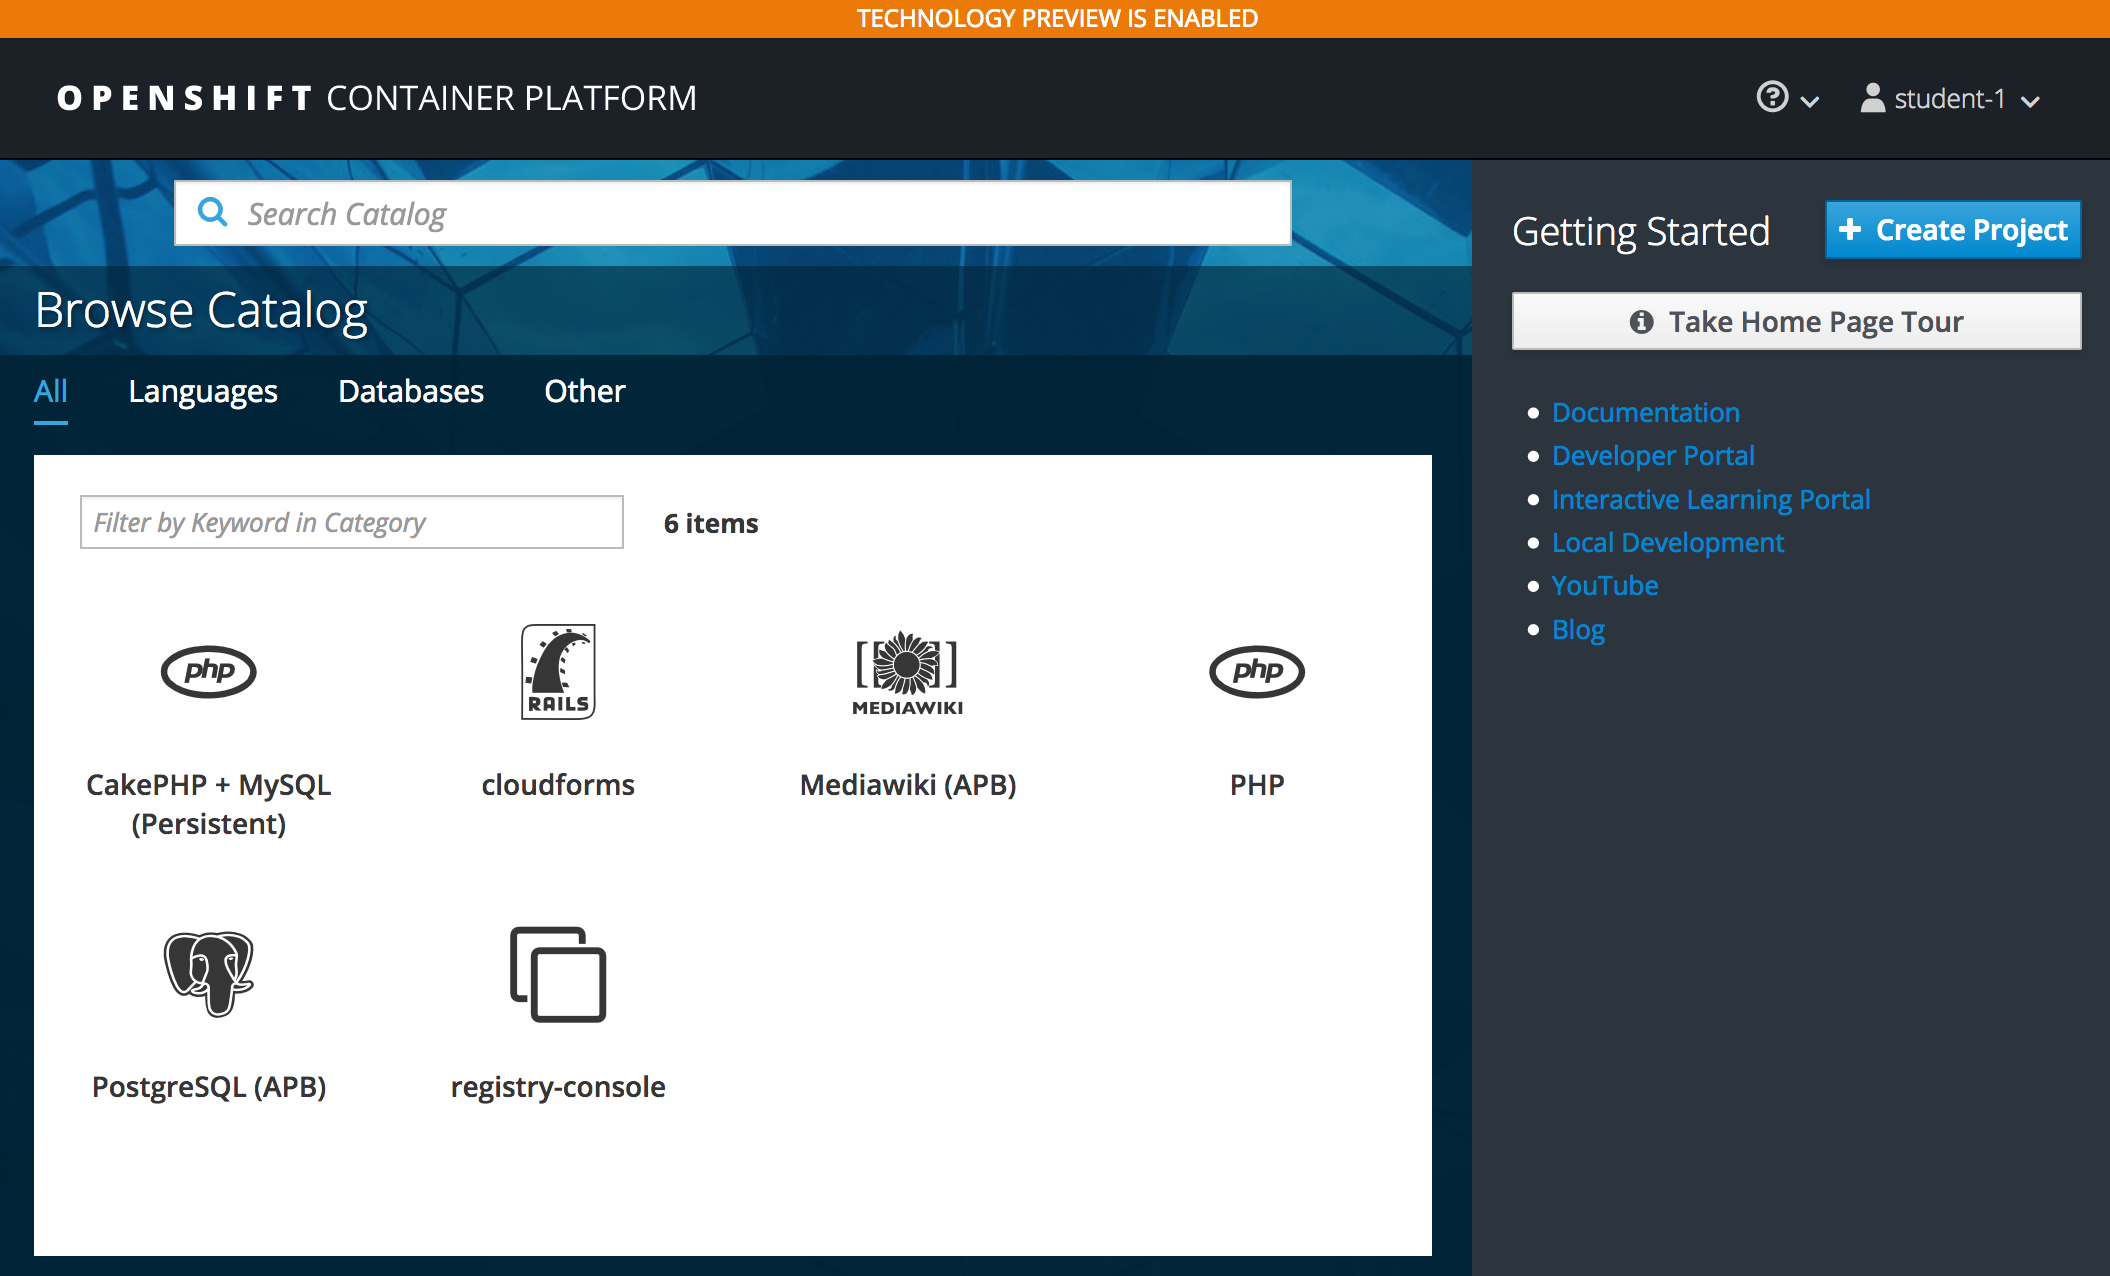 TECHNOLOGY PREVIEW IS ENABLED
OPENSHIFT CONTAINER PLATFORM
student-1
Search Catalog
Getting Started
Create Project
Browse Catalog
Take Home Page Tour
All
Languages
Databases
Other
Documentation
Developer Portal
Interactive Learning Portal
Local Development
YouTube
Blog
Filter by Keyword in Category
6 items
php
RAILS
MEDIAWIKI
php
CakePHP + MySQL
(Persistent)
cloudforms
Mediawiki (APB)
PHP
PostgreSQL (APB)
registry-console